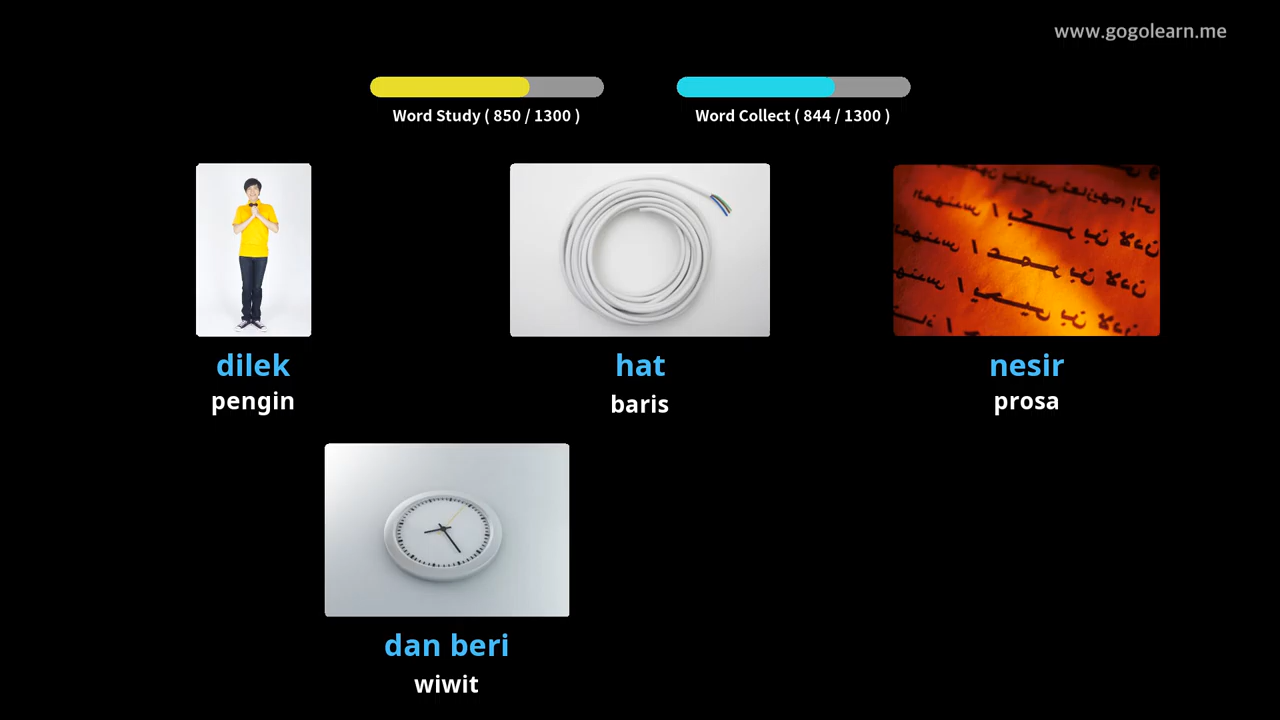 www.gogolearn.me
Word Study ( 850 / 1300 )
Word Collect ( 844 / 1300 )
dilek
pengin
hat
baris
nesir
prosa
dan beri
wiwit